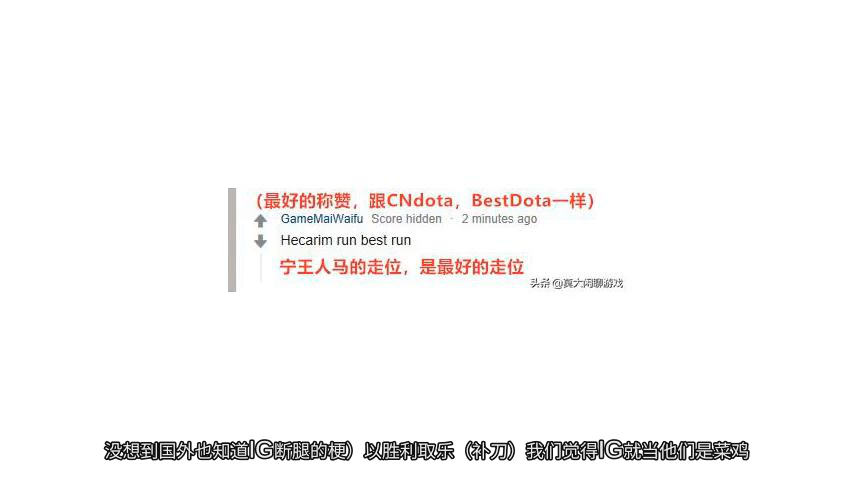 （最好的称赞，跟CNdota，BestDota一样）
GameMaiWaifu Score hidden · 2 minutes ago
Hecarim run best run
宁王人马的走位，是最好的走位
头条 @真大闲聊游戏
没想到国外也知道IG断腿的梗）以胜利取乐（补刀）我们觉得IG就当他们是菜鸡